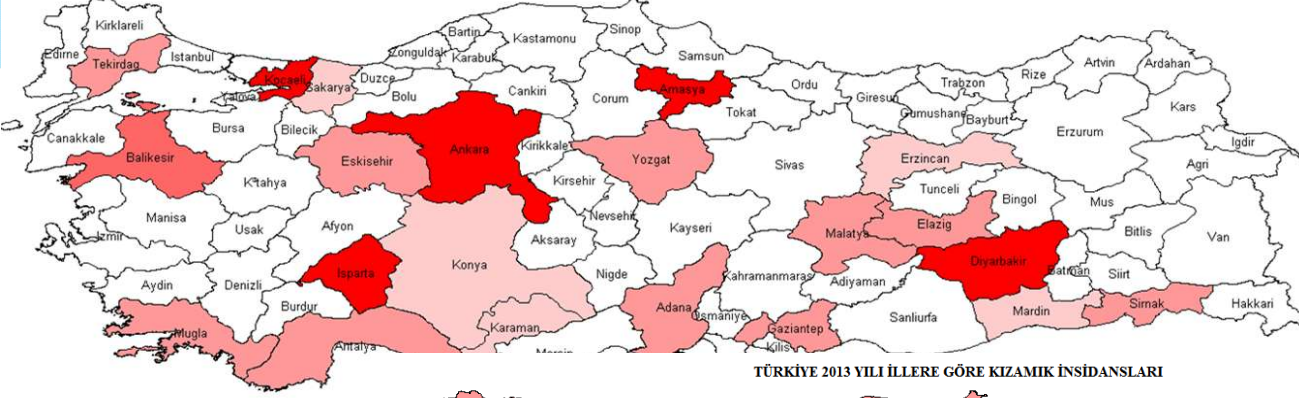 Kirklareli
Edirne
Tekirdag
Istanbul
Kocaeli
Yalova
Sakarya
Duzce
Zonguldak
Bartin
Karabuk
Kastamonu
Sinop
Samsun
Bolu
Cankiri
Corum
Amasya
Tokat
Ordu
Giresun
Trabzon
Rize
Artvin
Ardahan
Gumushane
Bayburt
Kars
Erzurum
Igdir
Agri
Canakkale
Balikesir
Bursa
Bilecik
Eskisehir
Ankara
Kirikkale
Yozgat
Sivas
Erzincan
Tunceli
Bingol
Mus
Kirsehir
Nevsehir
Kayseri
Malatya
Elazig
Bitlis
Van
Manisa
Izmir
Usak
Afyon
Aksaray
Konya
Isparta
Nigde
Kahramanmaras
Adiyaman
Diyarbakir
Batman
Siirt
Aydin
Denizli
Burdur
Mugla
Antalya
Karaman
Adana
Osmaniye
Gaziantep
Kilis
Sanliurfa
Mardin
Sirnak
Hakkari
TÜRKİYE 2013 YILI İLLERE GÖRE KIZAMIK İNSİDANSLARI